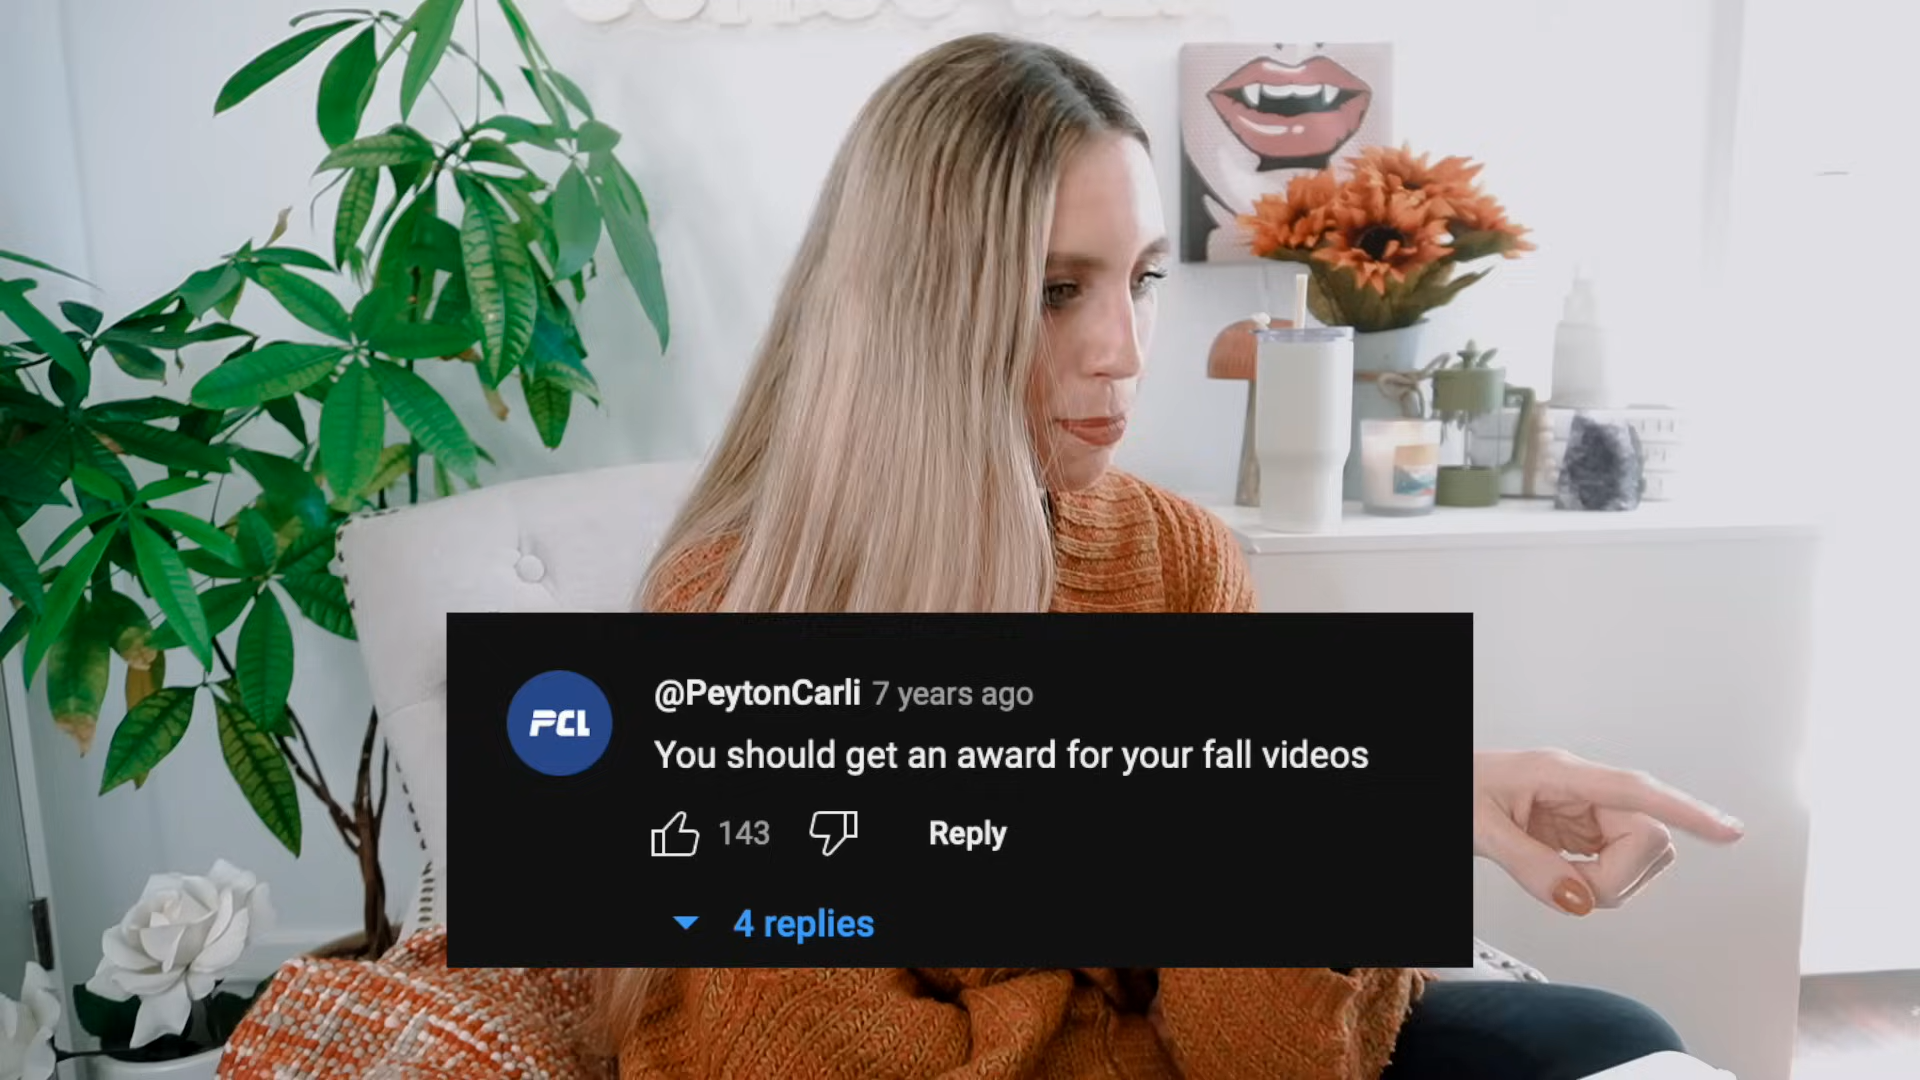 @PeytonCarli 7 years ago
PCL
You should get an award for your fall videos
143
Reply
4 replies